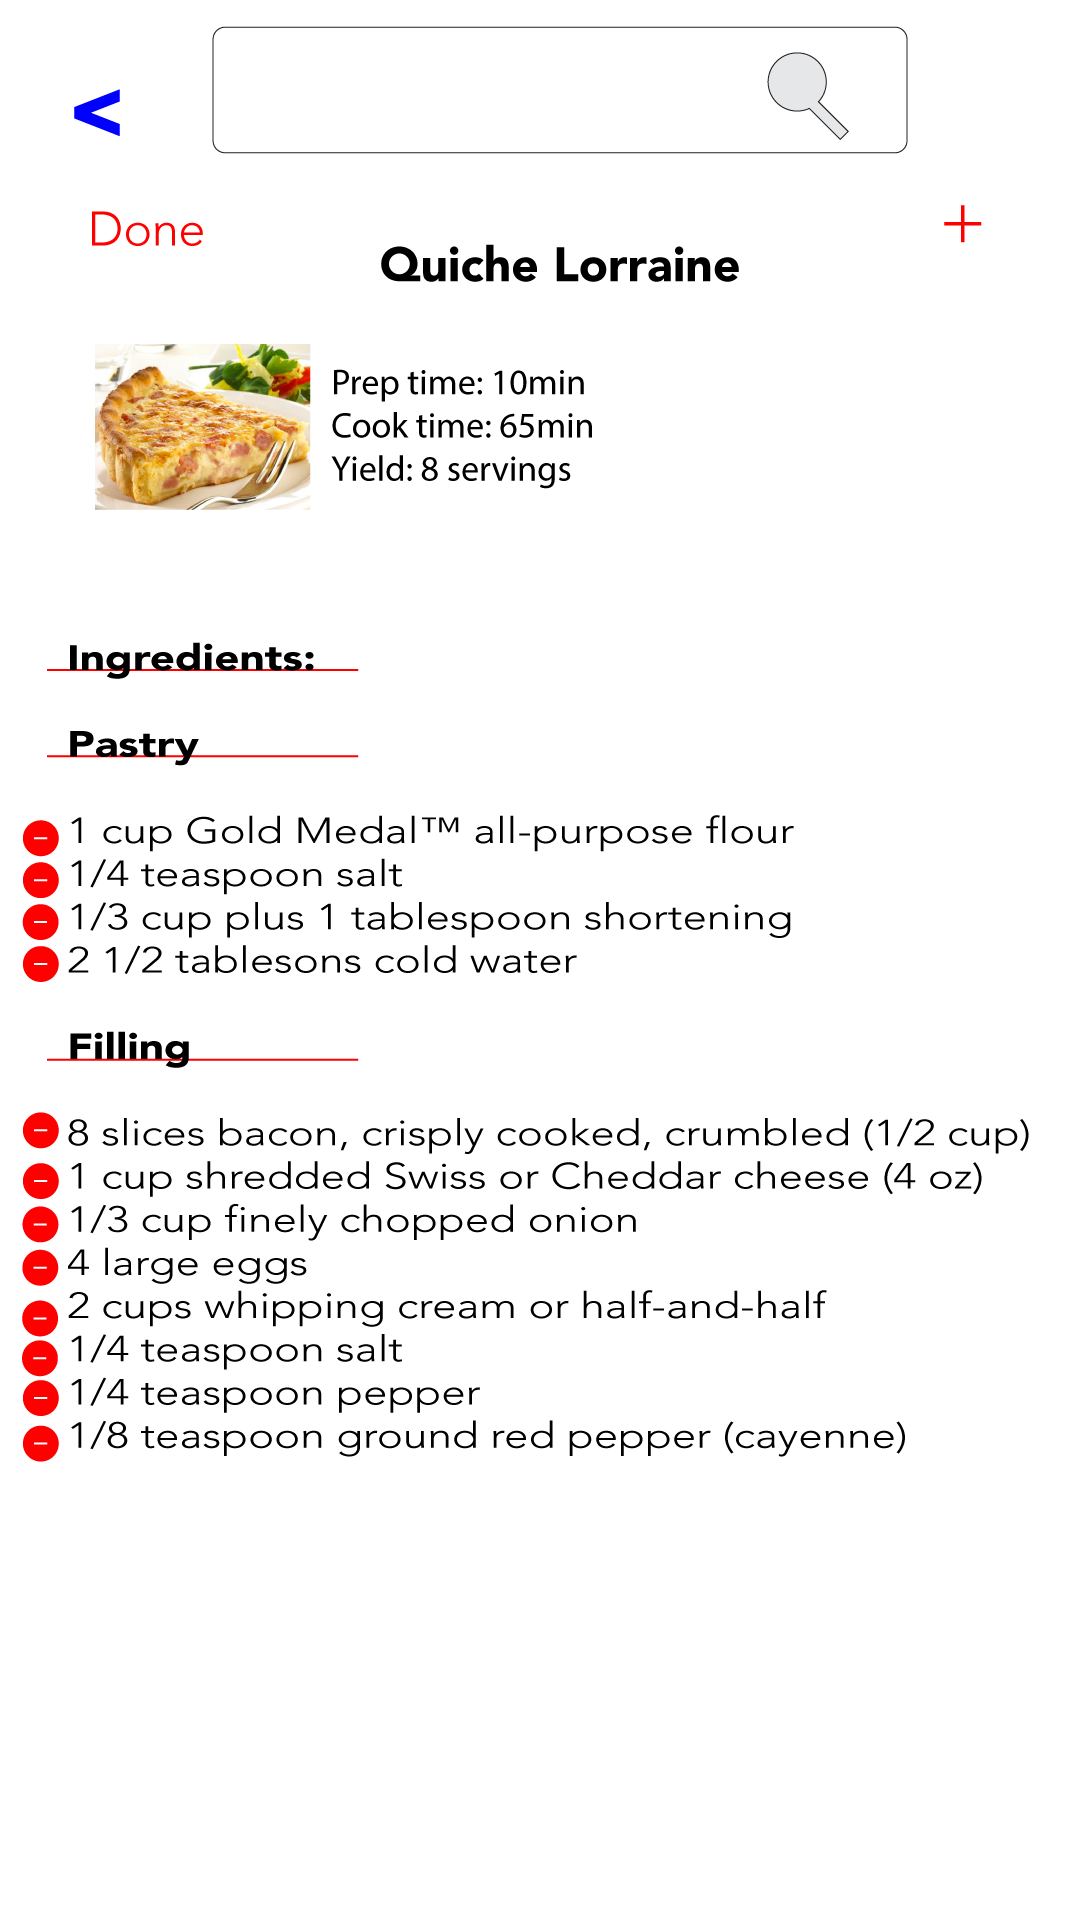 <
Done
+
Quiche Lorraine
Prep time: 10min
Cook time: 65min
Yield: 8 servings
Ingredients:
Pastry
1 cup Gold Medal™ all-purpose flour
1/4 teaspoon salt
1/3 cup plus 1 tablespoon shortening
2 1/2 tablesons cold water
Filling
8 slices bacon, crisply cooked, crumbled (1/2 cup)
1 cup shredded Swiss or Cheddar cheese (4 oz)
1/3 cup finely chopped onion
4 large eggs
2 cups whipping cream or half-and-half
1/4 teaspoon salt
1/4 teaspoon pepper
1/8 teaspoon ground red pepper (cayenne)